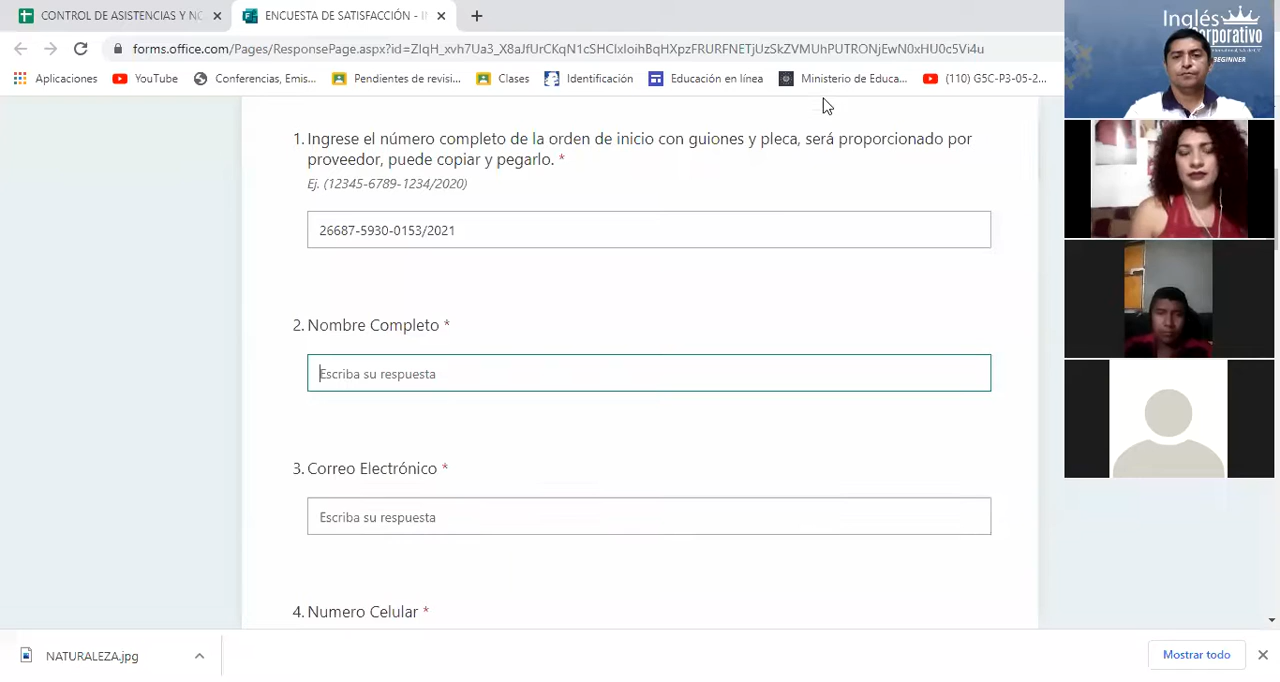 CONTROL DE ASISTENCIAS Y NO
ENCUESTA DE SATISFACCIÓN - I
forms.office.com/Pages/ResponsePage.aspx?id=ZIqH_xvh7Ua3_X8aJfUrCKqN1cSHCIxIoihBqHXpzFRURFNETjUzSkZVMUhPUTRONjEwN0xHU0c5Vi4u
Aplicaciones
YouTube
Conferencias, Emis...
Pendientes de revisi...
Clases
Identificación
Educación en línea
Ministerio de Educa...
(110) G5C-P3-05-2...
Inglés
Corporativo
BEGINNER
1. Ingrese el número completo de la orden de inicio con guiones y pleca, será proporcionado por
proveedor, puede copiar y pegarlo. *
Ej. (12345-6789-1234/2020)
26687-5930-0153/2021
2. Nombre Completo *
Escriba su respuesta
3. Correo Electrónico *
Escriba su respuesta
4. Numero Celular *
NATURALEZA.jpg
Mostrar todo